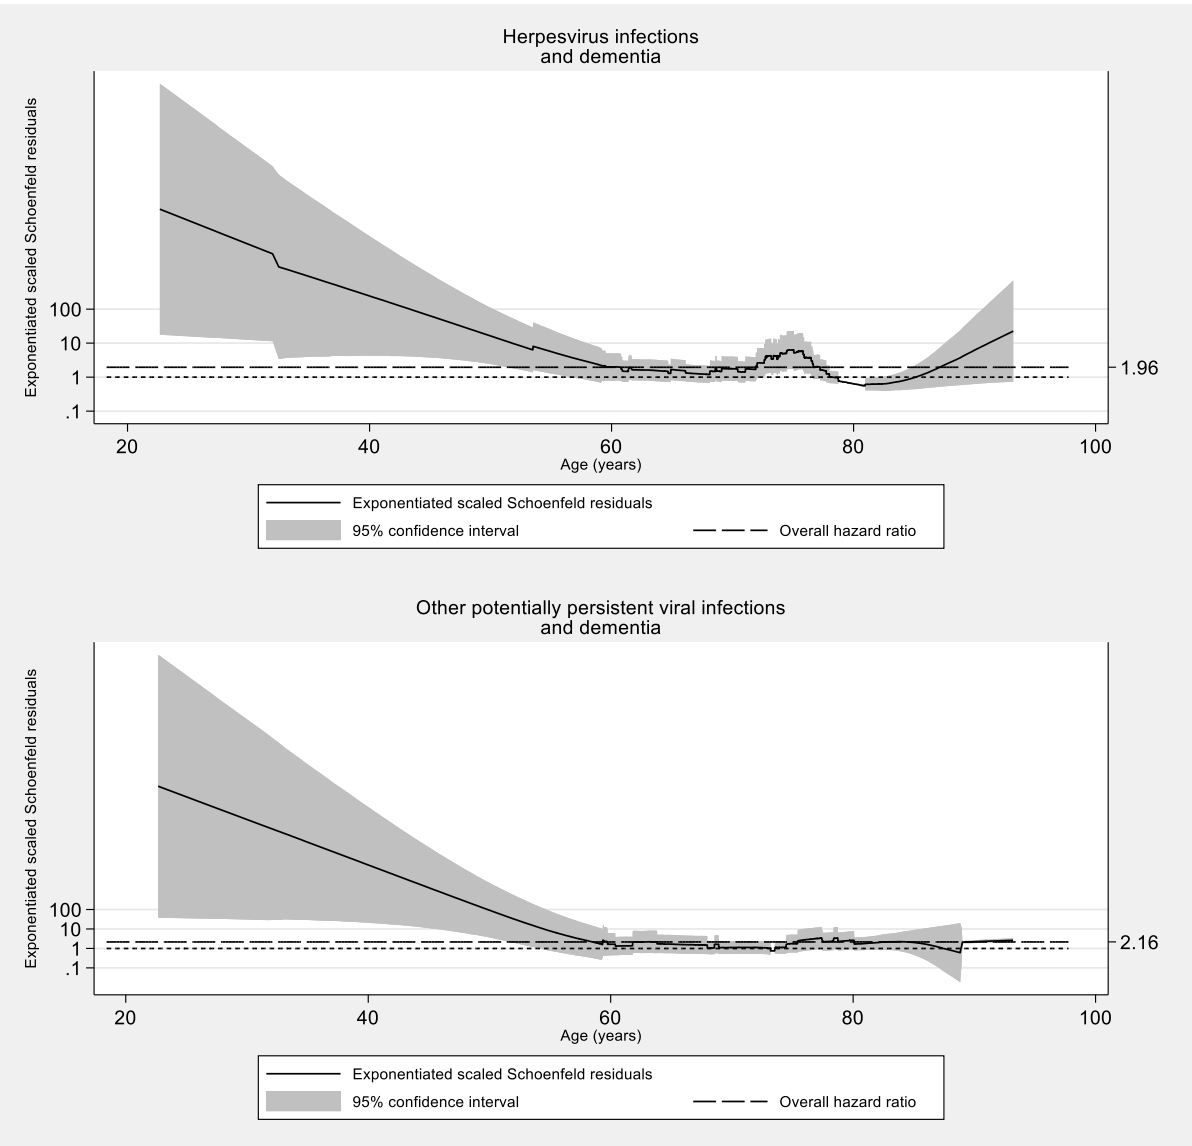 Herpesvirus infections
and dementia
Exponentiated scaled Schoenfeld residuals
100
10
1
.1
1.96
20 40 60 80 100
Age (years)
Exponentiated scaled Schoenfeld residuals
95% confidence interval Overall hazard ratio
Other potentially persistent viral infections
and dementia
Exponentiated scaled Schoenfeld residuals
100
10
1
.1
2.16
20 40 60 80 100
Age (years)
Exponentiated scaled Schoenfeld residuals
95% confidence interval Overall hazard ratio